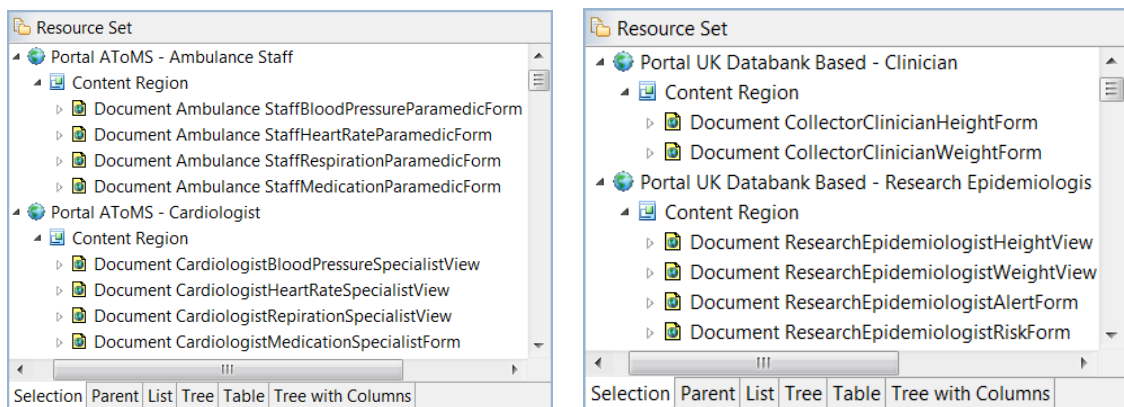 Resource Set
Portal AToMS - Ambulance Staff
Content Region
Document Ambulance StaffBloodPressureParamedicForm
Document Ambulance StaffHeartRateParamedicForm
Document Ambulance StaffRespirationParamedicForm
Document Ambulance StaffMedicationParamedicForm
Portal AToMS - Cardiologist
Content Region
Document CardiologistBloodPressureSpecialistView
Document CardiologistHeartRateSpecialistView
Document CardiologistRepirationSpecialistView
Document CardiologistMedicationSpecialistForm
Selection Parent List Tree Table Tree with Columns
Resource Set
Portal UK Databank Based - Clinician
Content Region
Document CollectorClinicianHeightForm
Document CollectorClinicianWeightForm
Portal UK Databank Based - Research Epidemiologis
Content Region
Document ResearchEpidemiologistHeightView
Document ResearchEpidemiologistWeightView
Document ResearchEpidemiologistAlertForm
Document ResearchEpidemiologistRiskForm
Selection Parent List Tree Table Tree with Columns